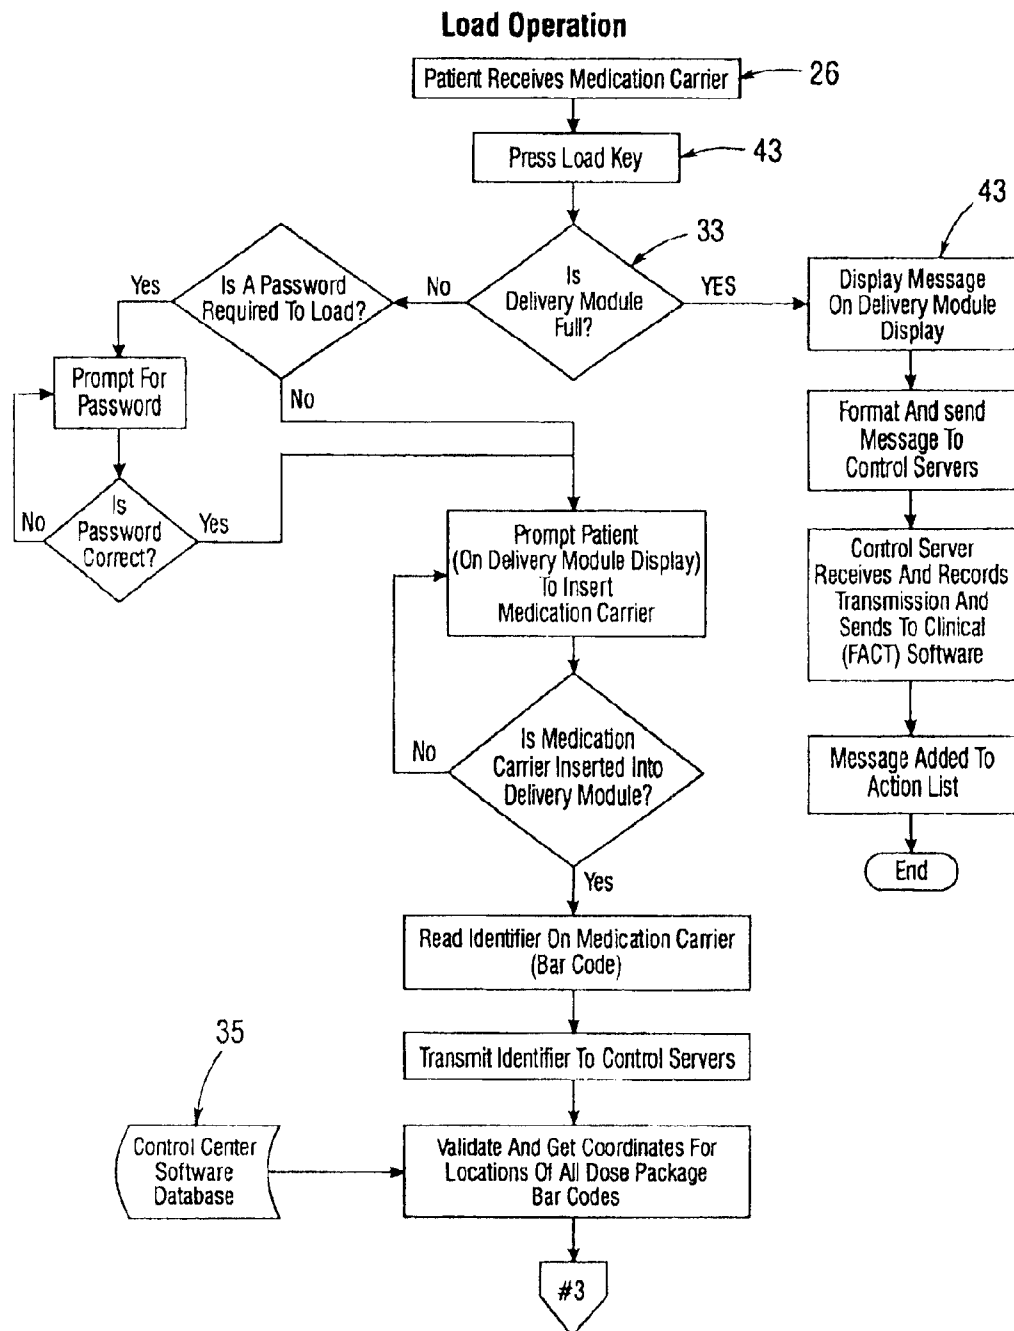 Load Operation
Patient Receives Medication Carrier
26
Press Load Key
43
33
43
Is
Delivery Module
Full?
No
YES
Is A Password
Required To Load?
Yes
No
Display Message
On Delivery Module
Display
Prompt For
Password
Format And send
Message To
Control Servers
Is
Password
Correct?
No
Yes
Prompt Patient
(On Delivery Module Display)
To Insert
Medication Carrier
Control Server
Receives And Records
Transmission And
Sends To Clinical
(FACT) Software
Is Medication
Carrier Inserted Into
Delivery Module?
No
Yes
Message Added To
Action List
End
Read Identifier On Medication Carrier
(Bar Code)
Transmit Identifier To Control Servers
35
Control Center
Software
Database
Validate And Get Coordinates For
Locations Of All Dose Package
Bar Codes
#3